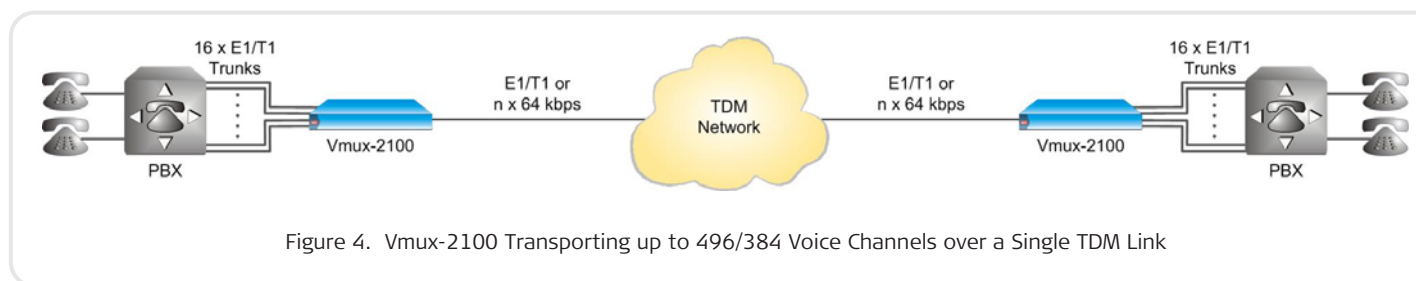 16 x E1/T1
Trunks
PBX
Vmux-2100
E1/T1 or
n x 64 kbps
TDM
Network
E1/T1 or
n x 64 kbps
Vmux-2100
16 x E1/T1
Trunks
PBX
Figure 4. Vmux-2100 Transporting up to 496/384 Voice Channels over a Single TDM Link